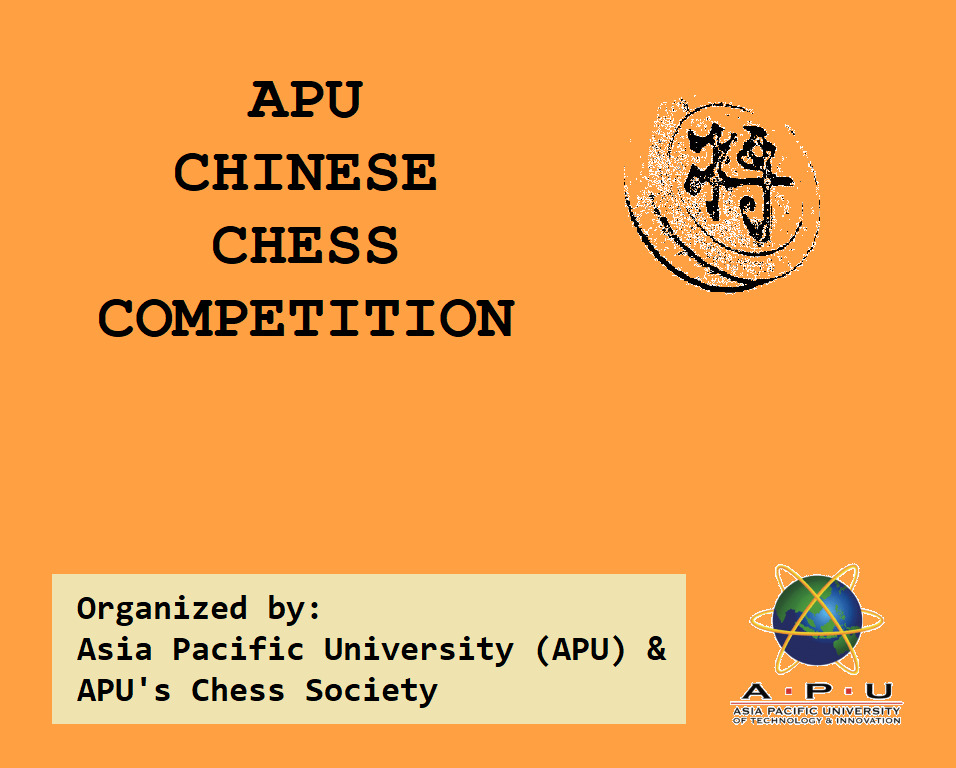 APU
CHINESE
CHESS
COMPETITION
将
Organized by:
Asia Pacific University (APU) &
APU's Chess Society
A·P·U
ASIA PACIFIC UNIVERSITY
OF TECHNOLOGY & INNOVATION